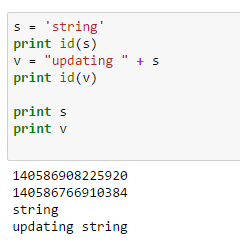 s = 'string'
print id(s)
v = "updating " + s
print id(v)
print s
print v
140586908225920
140586766910384
string
updating string